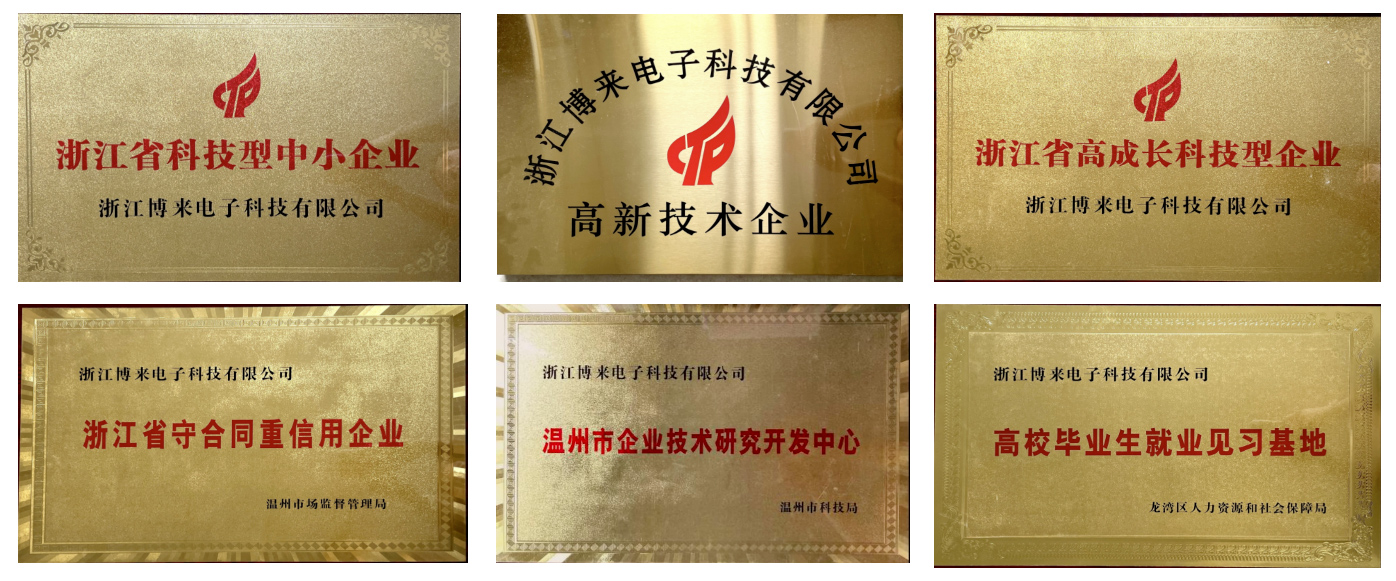 浙江省科技型中小企业
浙江博来电子科技有限公司
浙江博来电子科技有限公司
高新技术企业
浙江省高成长科技型企业
浙江博来电子科技有限公司
浙江博来电子科技有限公司
浙江省守合同重信用企业
温州市场监督管理局
浙江博来电子科技有限公司
温州市企业技术研究开发中心
温州市科技局
浙江博来电子科技有限公司
高校毕业生就业见习基地
龙湾区人力资源和社会保障局